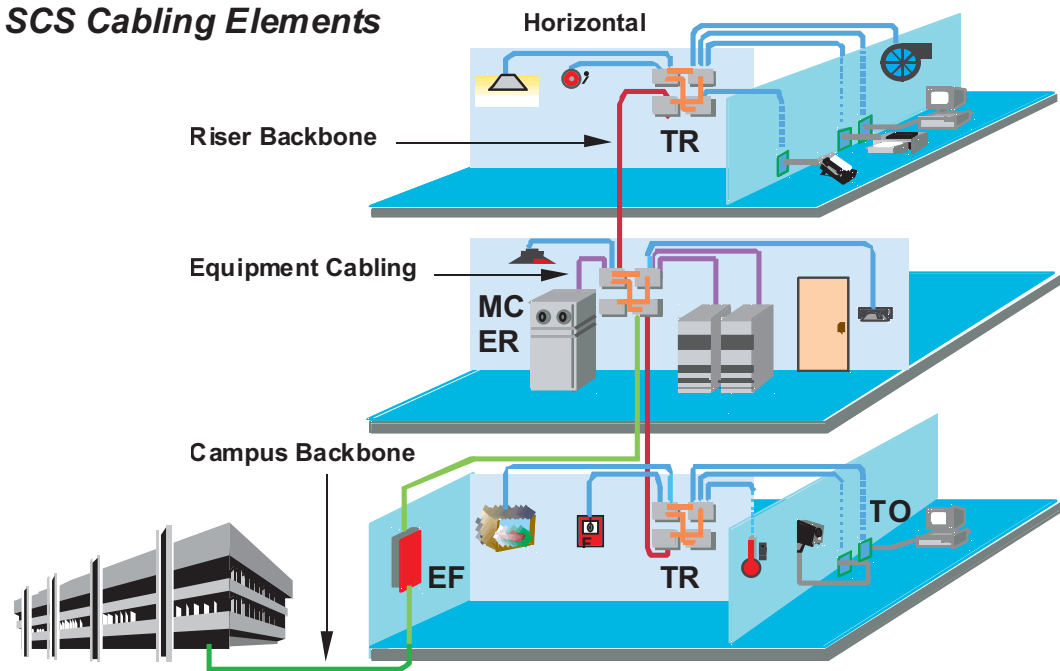 SCS Cabling Elements
Horizontal
Riser Backbone
TR
Equipment Cabling
MC
ER
Campus Backbone
TO
F
EF
TR